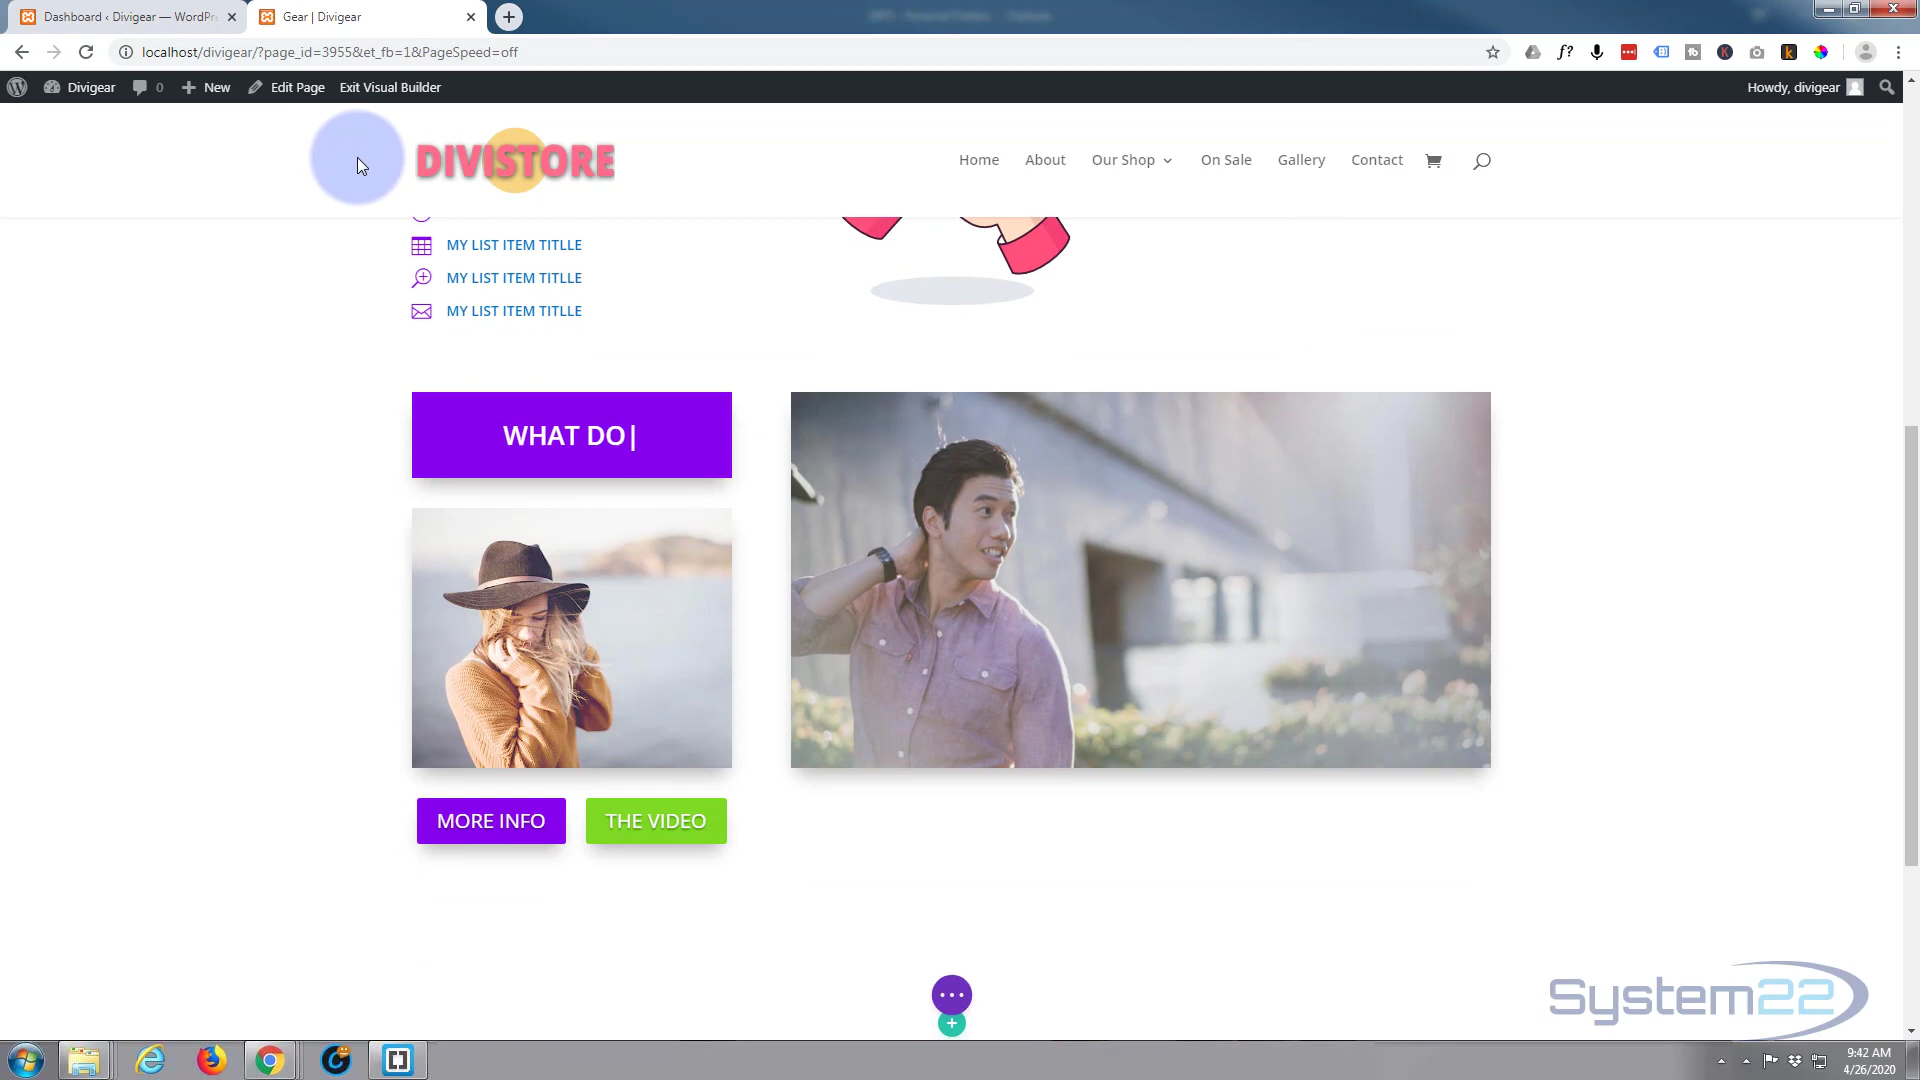 Dashboard ‹ Divigear — WordPre
Gear | Divigear
localhost/divigear/?page_id=3955&et_fb=1&PageSpeed=off
Divigear
0
New
Edit Page
Exit Visual Builder
Howdy, divigear
DIVISTORE
Home
About
Our Shop
On Sale
Gallery
Contact
MY LIST ITEM TITLLE
MY LIST ITEM TITLLE
MY LIST ITEM TITLLE
WHAT DO|
MORE INFO
THE VIDEO
System22
9:42 AM
4/26/2020